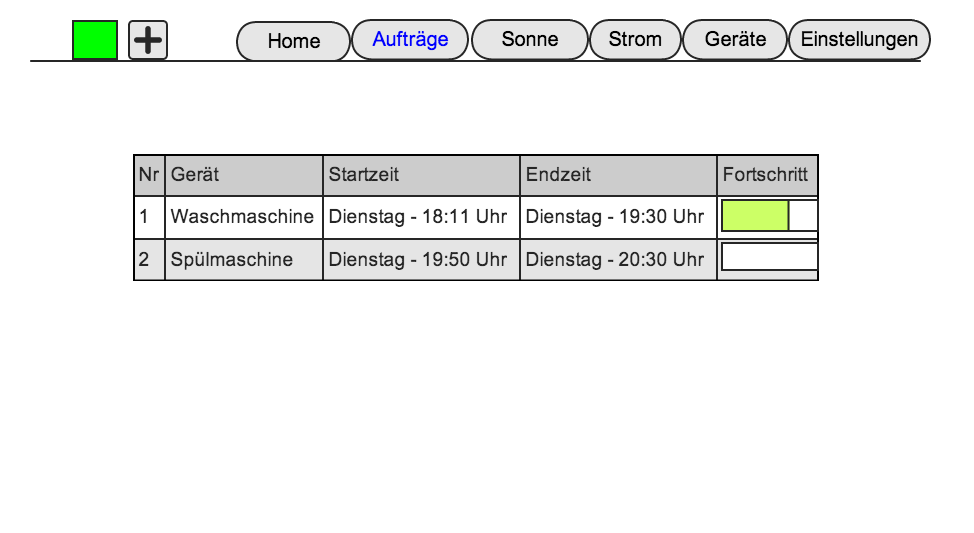 Home Aufträge Sonne Strom Geräte Einstellungen
Nr Gerät Startzeit Endzeit Fortschritt
1 Waschmaschine Dienstag - 18:11 Uhr Dienstag - 19:30 Uhr
2 Spülmaschine Dienstag - 19:50 Uhr Dienstag - 20:30 Uhr